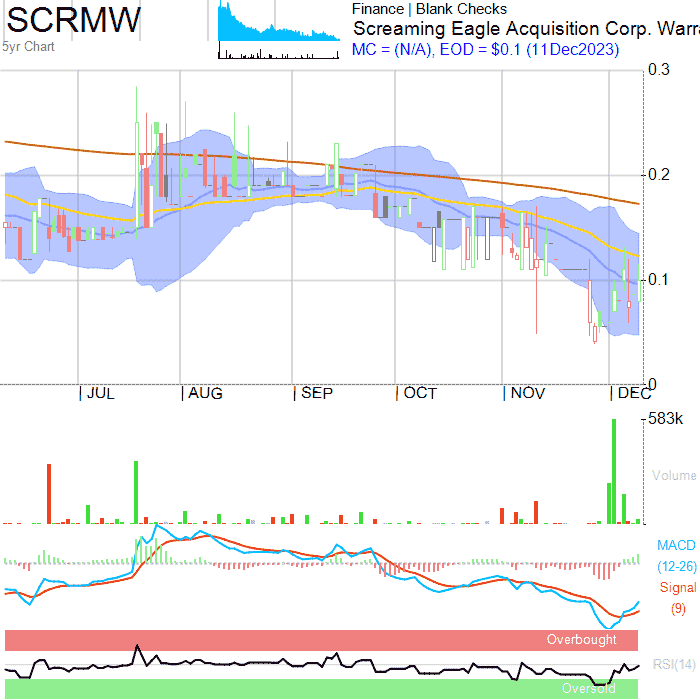 SCRMW
5yr Chart
Finance | Blank Checks
Screaming Eagle Acquisition Corp. Warra
MC = (N/A), EOD = $0.1 (11Dec2023)
0.3
0.2
0.1
0
| JUL | AUG | SEP | OCT | NOV | DEC
583k
Volume
MACD
(12-26)
Signal
(9)
Overbought
RSI(14)
Oversold